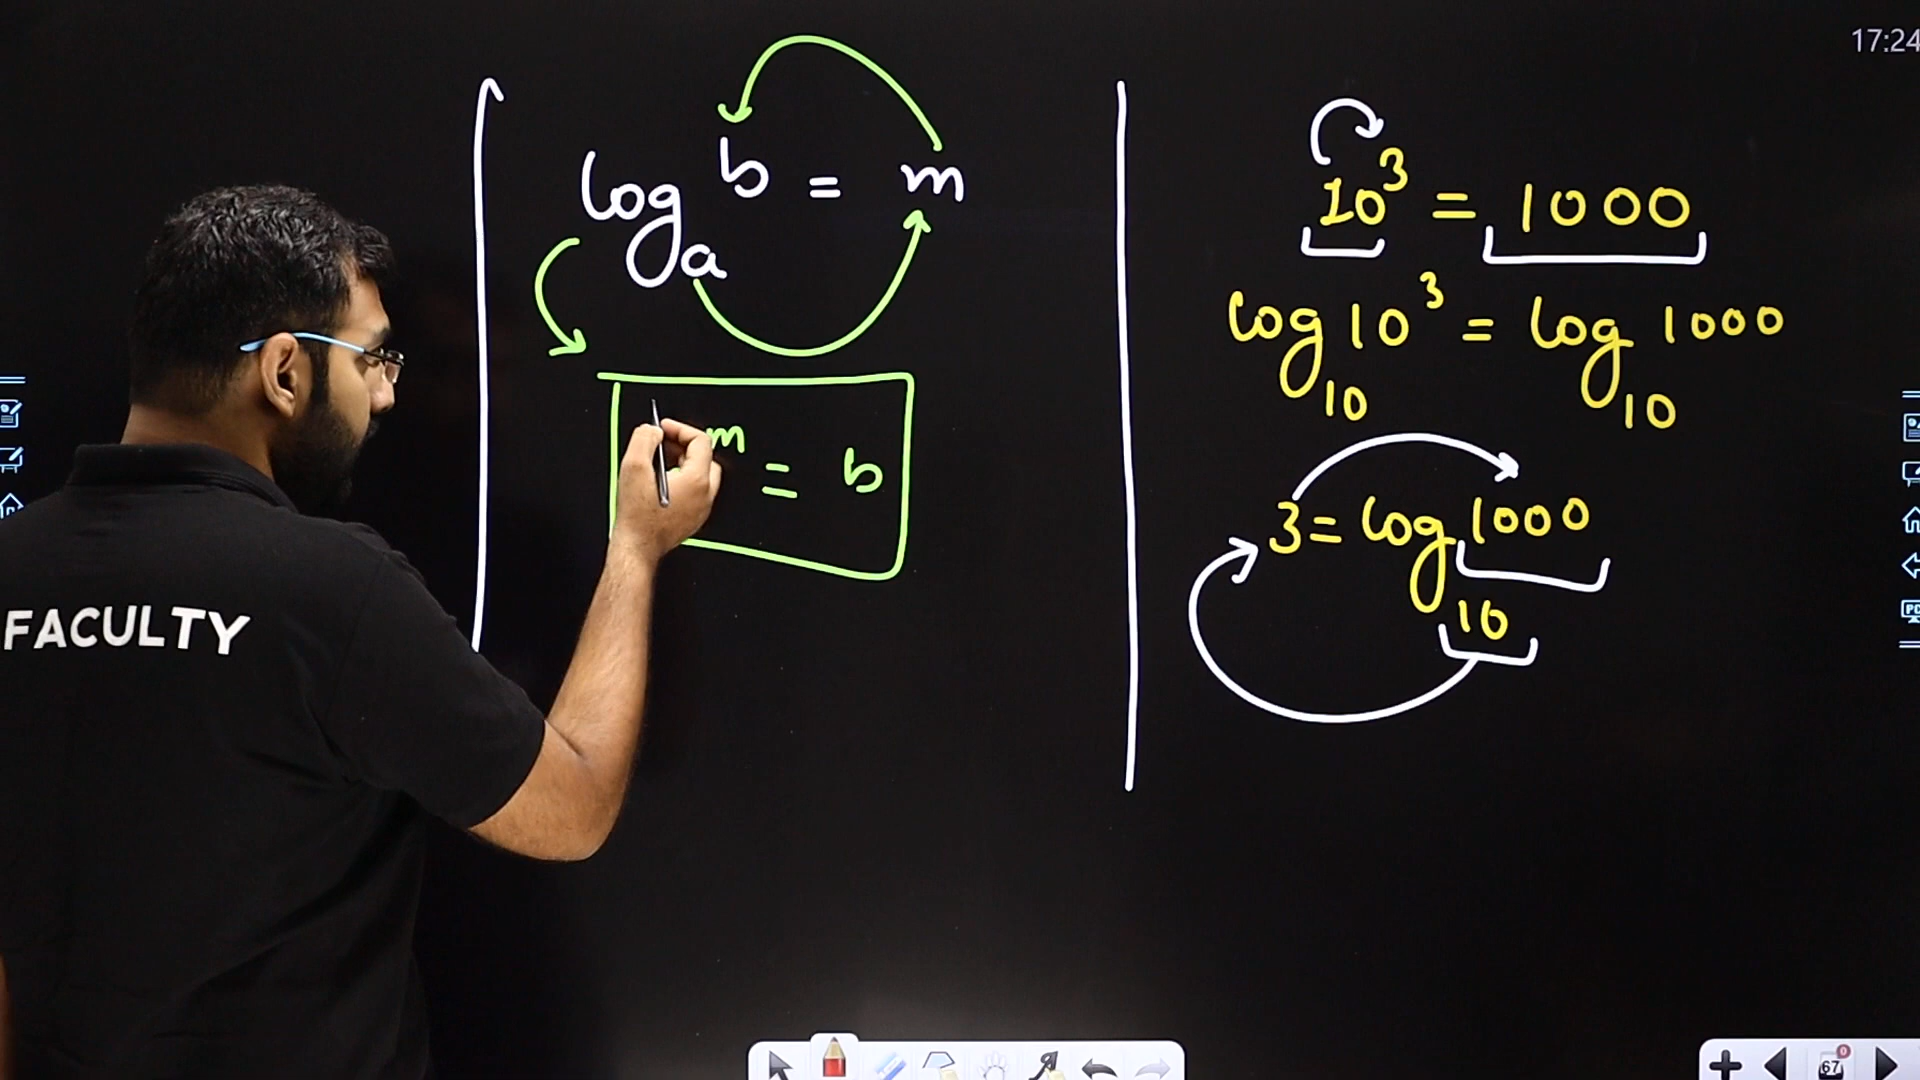 17:24
log_a b = m
m = b
10^3 = 1000
log_10 10^3 = log_10 1000
3 = log_10 1000
FACULTY
67